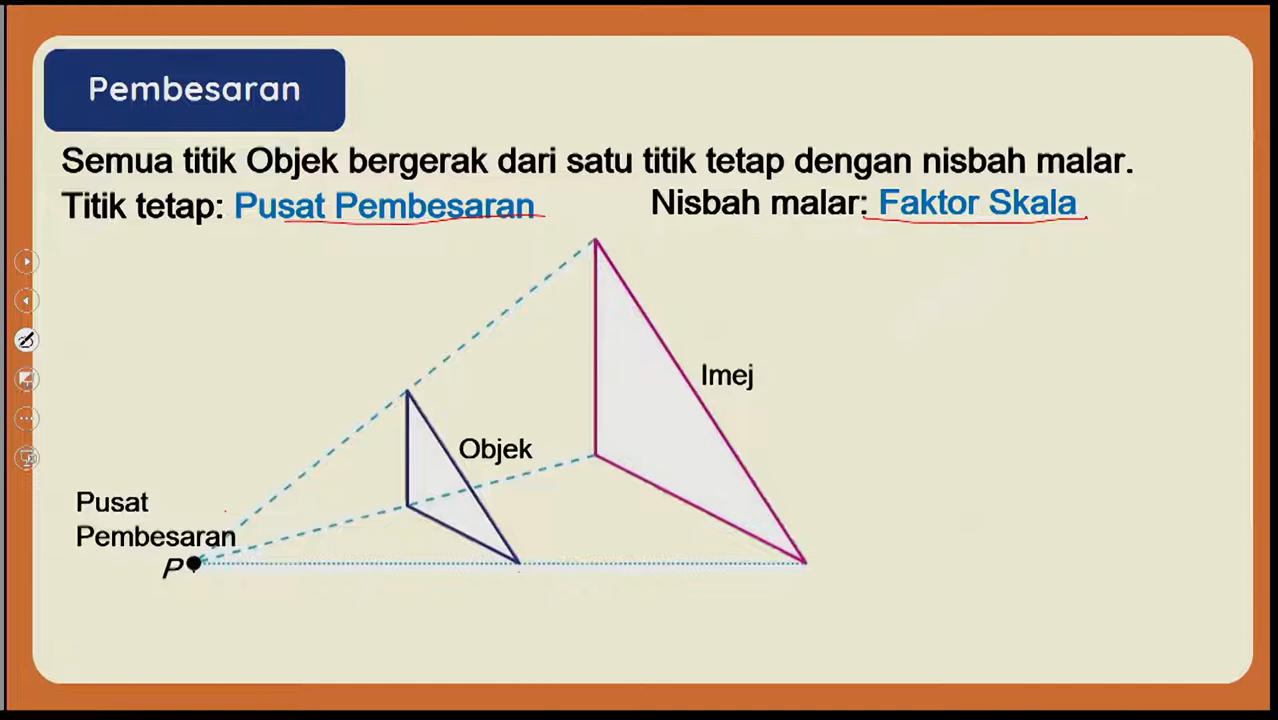 Pembesaran
Semua titik Objek bergerak dari satu titik tetap dengan nisbah malar.
Titik tetap: Pusat Pembesaran
Nisbah malar: Faktor Skala
Imej
Objek
Pusat
Pembesaran
P